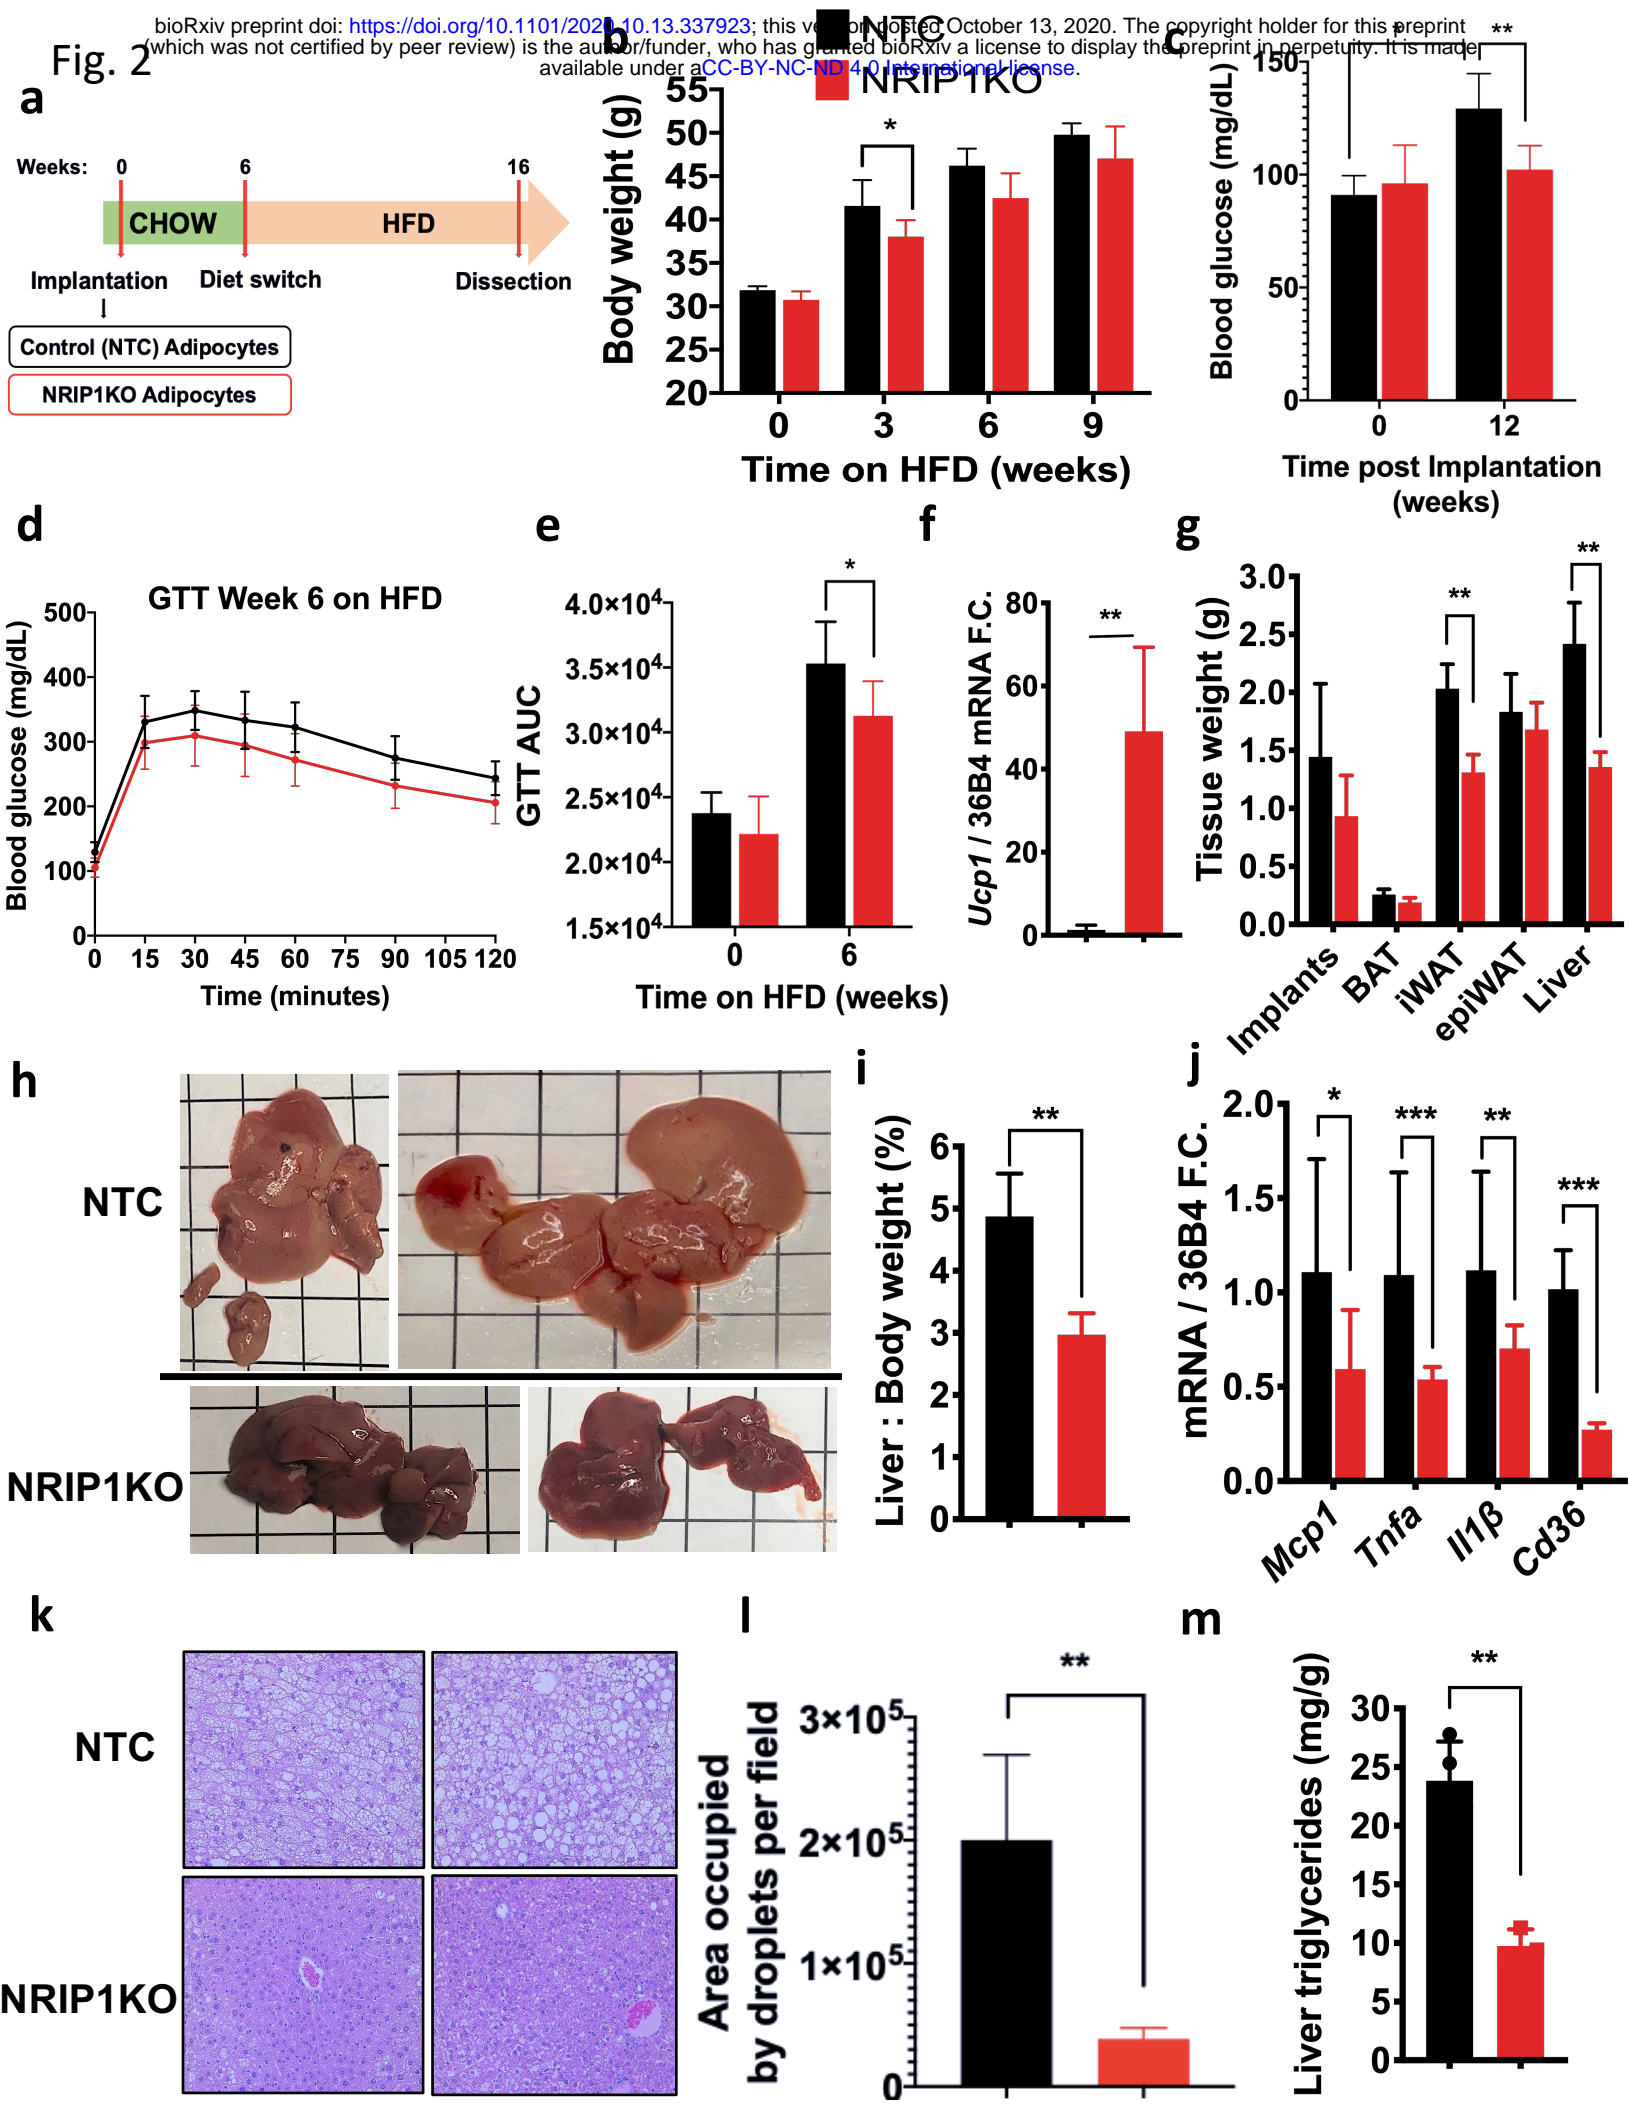 bioRxiv preprint doi: https://doi.org/10.1101/2020.10.13.337923; this version posted October 13, 2020. The copyright holder for this preprint
(which was not certified by peer review) is the author/funder, who has granted bioRxiv a license to display the preprint in perpetuity. It is made
available under aCC-BY-NC-ND 4.0 International license.
Fig. 2
a
Weeks: 0 6 16
CHOW HFD
Implantation Diet switch Dissection
Control (NTC) Adipocytes
NRIP1KO Adipocytes
b
NTC
NRIP1KO
Body weight (g)
55
50
45
40
35
30
25
20
*
0 3 6 9
Time on HFD (weeks)
c
Blood glucose (mg/dL)
150
100
50
0
* **
0 12
Time post Implantation
(weeks)
d
GTT Week 6 on HFD
Blood glucose (mg/dL)
500
400
300
200
100
0
0 15 30 45 60 75 90 105 120
Time (minutes)
e
GTT AUC
4.0×10⁴
3.5×10⁴
3.0×10⁴
2.5×10⁴
2.0×10⁴
1.5×10⁴
*
0 6
Time on HFD (weeks)
f
Ucp1 / 36B4 mRNA F.C.
80
60
40
20
0
**
g
Tissue weight (g)
3.0
2.5
2.0
1.5
1.0
0.5
0.0
** **
Implants BAT iWAT epiWAT Liver
h
NTC
NRIP1KO
i
Liver : Body weight (%)
6
5
4
3
2
1
0
**
j
mRNA / 36B4 F.C.
2.0
1.5
1.0
0.5
0.0
* *** ** ***
Mcp1 Tnfa Il1β Cd36
k
NTC
NRIP1KO
l
Area occupied
by droplets per field
3×10⁵
2×10⁵
1×10⁵
0
**
m
Liver triglycerides (mg/g)
30
25
20
15
10
5
0
**